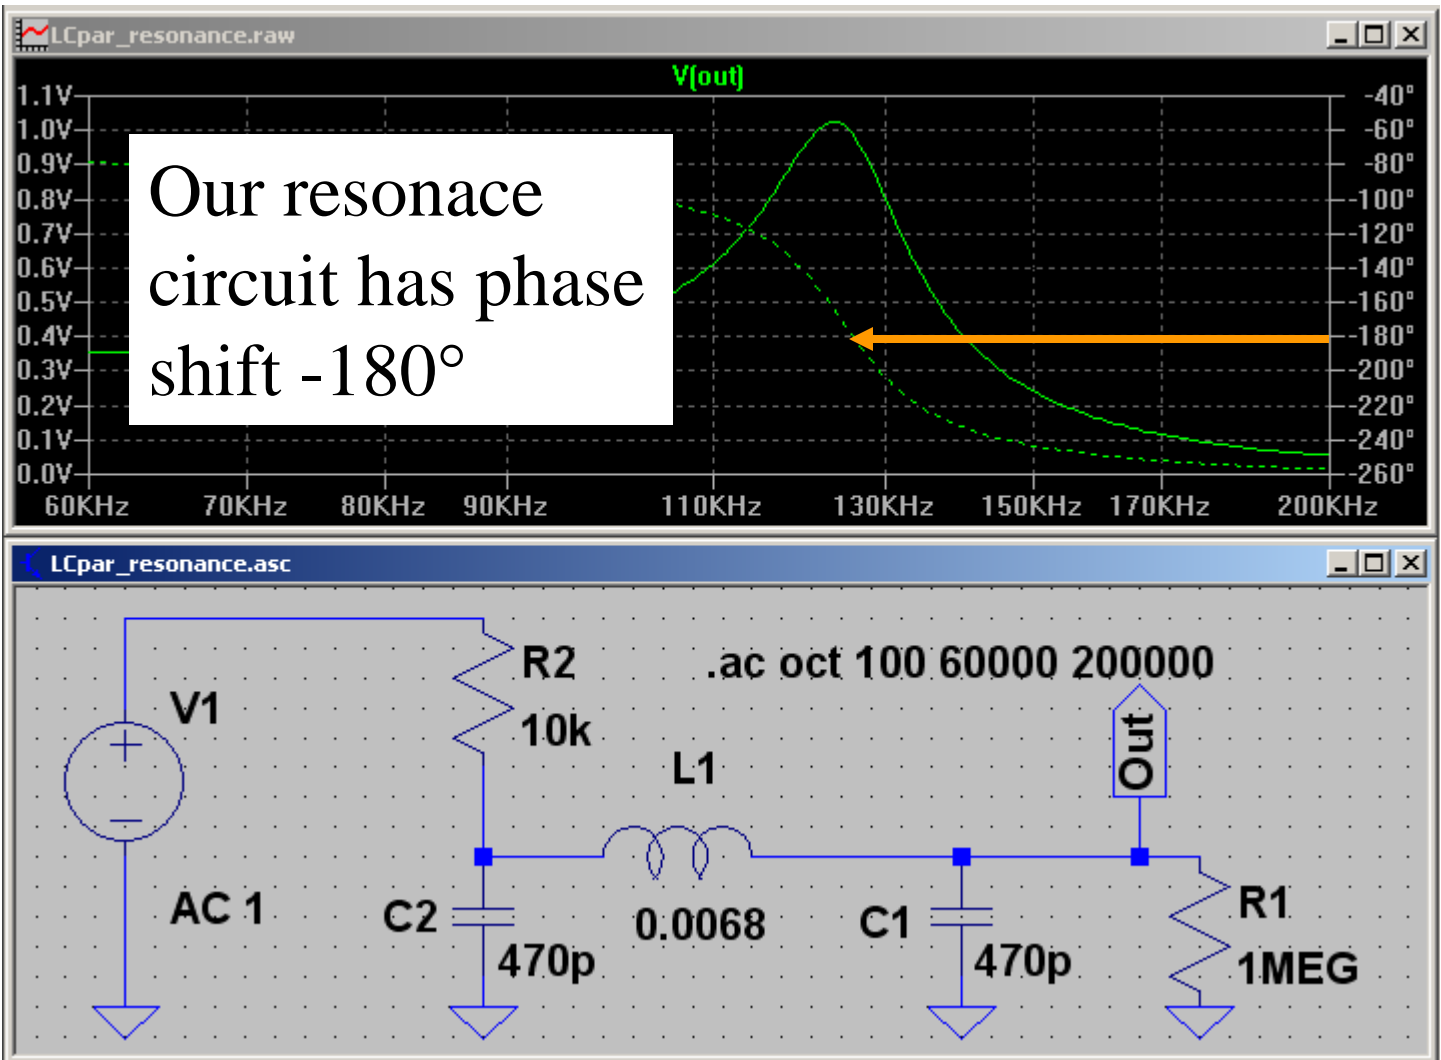 LCpar_resonance.raw
V(out)
1.1V
1.0V
0.9V
0.8V
0.7V
0.6V
0.5V
0.4V
0.3V
0.2V
0.1V
0.0V
-40°
-60°
-80°
-100°
-120°
-140°
-160°
-180°
-200°
-220°
-240°
-260°
60KHz 70KHz 80KHz 90KHz 110KHz 130KHz 150KHz 170KHz 200KHz
Our resonace
circuit has phase
shift -180°
LCpar_resonance.asc
R2
10k
.ac oct 100 60000 200000
V1
AC 1
L1
0.0068
Out
C2
470p
C1
470p
R1
1MEG